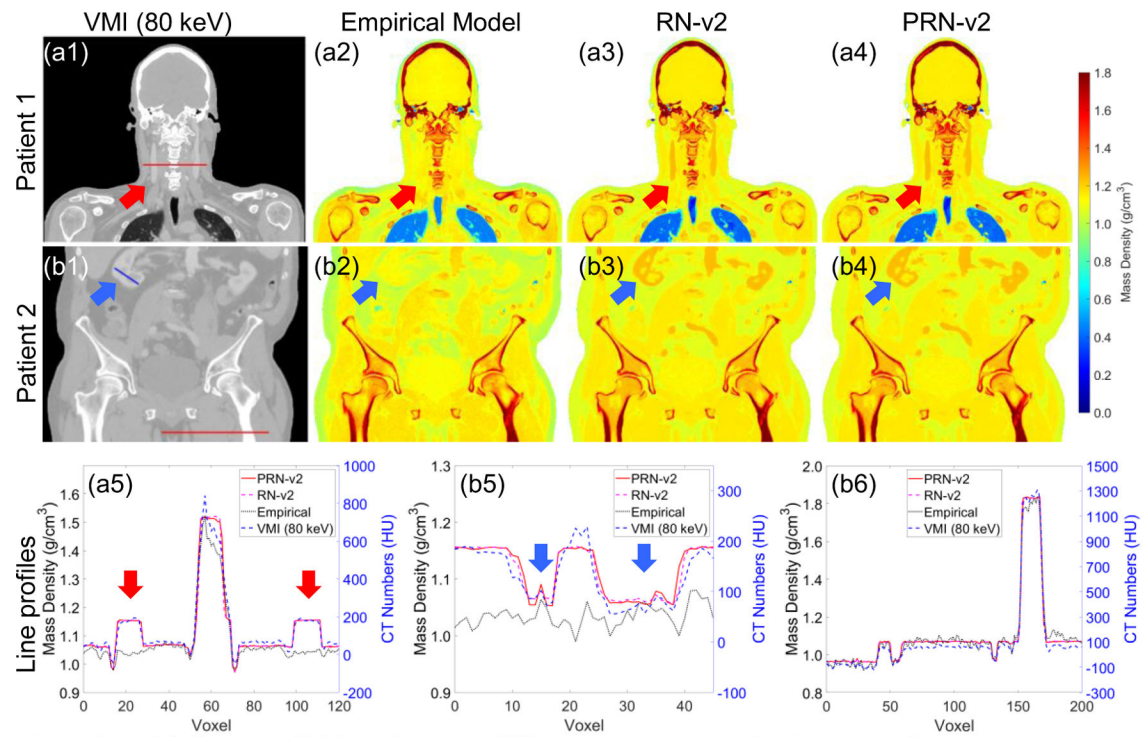 VMI (80 keV) Empirical Model RN-v2 PRN-v2
Patient 1
(a1) (a2) (a3) (a4)
Patient 2
(b1) (b2) (b3) (b4)
1.8
1.6
1.4
1.2
1.0
0.8
0.6
0.4
0.2
0.0
Mass Density (g/cm³)
Line profiles
(a5)
PRN-v2
RN-v2
Empirical
VMI (80 keV)
Mass Density (g/cm³)
1.6
1.5
1.4
1.3
1.2
1.1
1.0
0.9
CT Numbers (HU)
1000
800
600
400
200
0
-200
0 20 40 60 80 100 120
Voxel
(b5)
PRN-v2
RN-v2
Empirical
VMI (80 keV)
Mass Density (g/cm³)
1.3
1.2
1.1
1.0
0.9
CT Numbers (HU)
300
200
100
0
-100
0 10 20 30 40
Voxel
(b6)
PRN-v2
RN-v2
Empirical
VMI (80 keV)
Mass Density (g/cm³)
2.0
1.8
1.6
1.4
1.2
1.0
0.8
CT Numbers (HU)
1500
1300
1100
900
700
500
300
100
-100
-300
0 50 100 150 200
Voxel